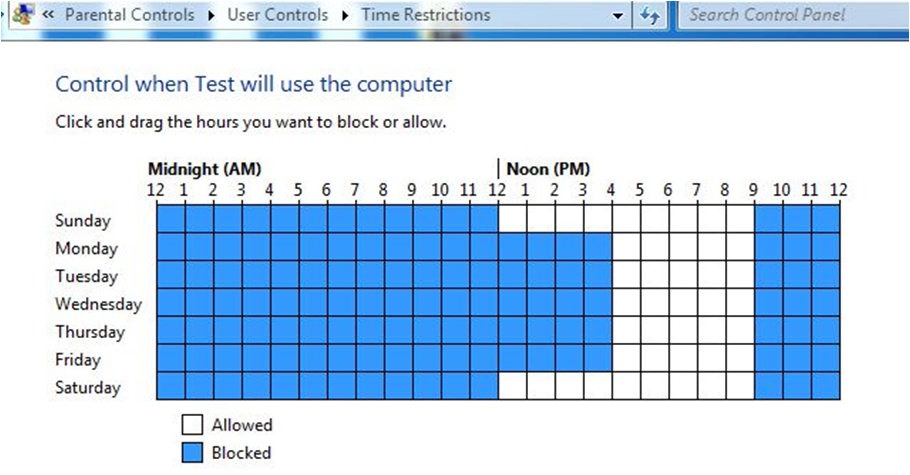 « Parental Controls ▸ User Controls ▸ Time Restrictions Search Control Panel
Control when Test will use the computer
Click and drag the hours you want to block or allow.
Midnight (AM) Noon (PM)
12 1 2 3 4 5 6 7 8 9 10 11 12 1 2 3 4 5 6 7 8 9 10 11 12
Sunday
Monday
Tuesday
Wednesday
Thursday
Friday
Saturday
Allowed
Blocked